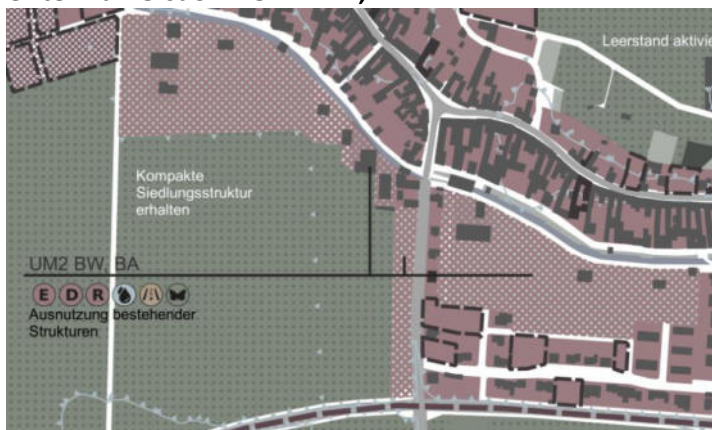 Leerstand aktivie
Kompakte
Siedlungsstruktur
erhalten
UM2 BW, BA
E D R
Ausnutzung bestehender
Strukturen